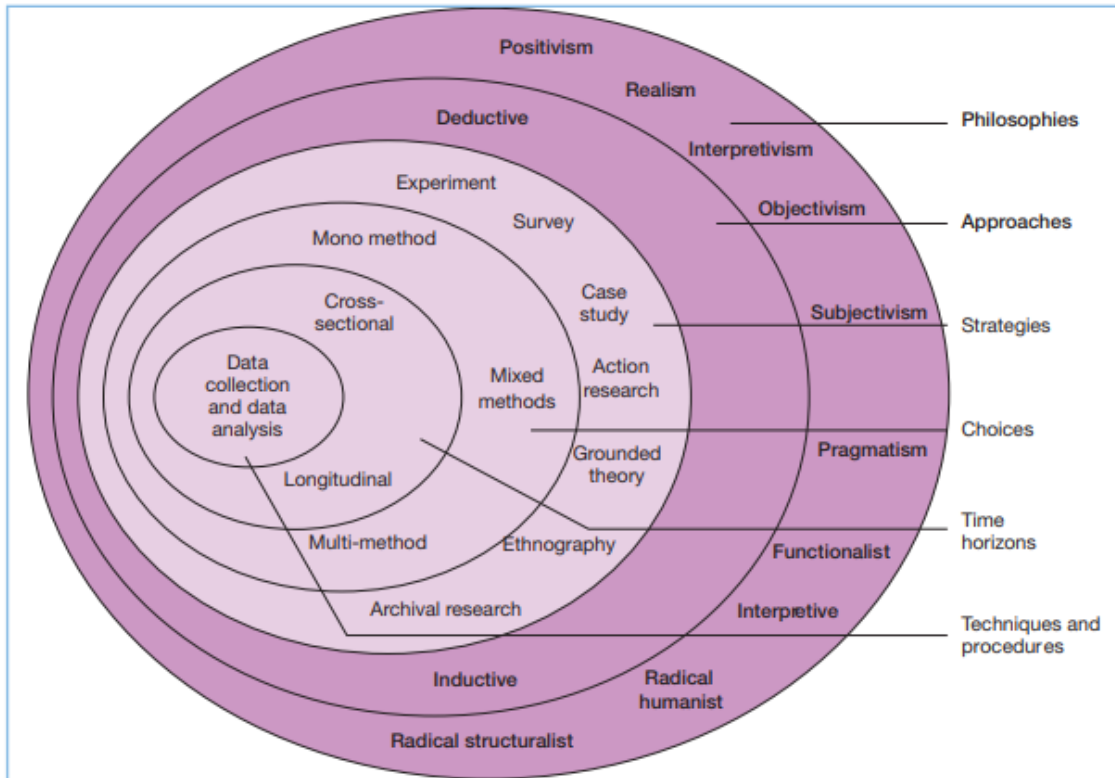 Positivism
Realism
Philosophies
Deductive
Interpretivism
Experiment
Objectivism
Approaches
Survey
Mono method
Case
study
Cross-
sectional
Subjectivism
Strategies
Data
collection
and data
analysis
Mixed
methods
Action
research
Choices
Pragmatism
Grounded
theory
Longitudinal
Time
horizons
Multi-method
Ethnography
Functionalist
Archival research
Interpretive
Techniques and
procedures
Inductive
Radical
humanist
Radical structuralist